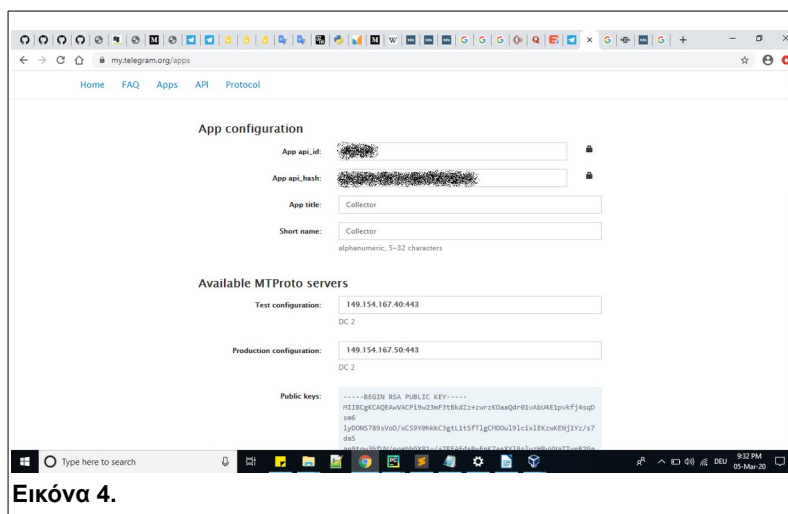 my.telegram.org/apps
Home FAQ Apps API Protocol
App configuration
App api_id:
App api_hash:
App title: Collector
Short name: Collector
alphanumeric, 5-32 characters
Available MTProto servers
Test configuration: 149.154.167.40:443
DC 2
Production configuration: 149.154.167.50:443
DC 2
Public keys: -----BEGIN RSA PUBLIC KEY-----
sm6
da5
Type here to search
DEU
9:32 PM
05-Mar-20
Εικόνα 4.